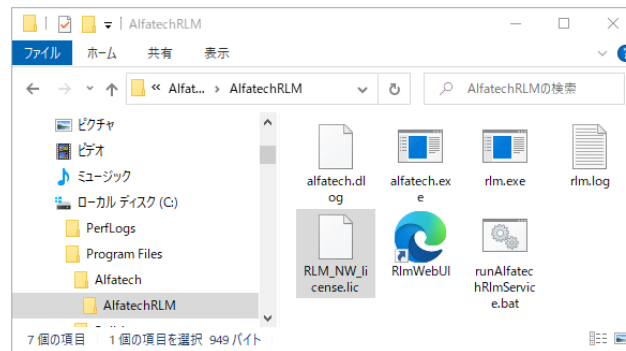 AlfatechRLM
ファイル ホーム 共有 表示
« Alfat... › AlfatechRLM
AlfatechRLMの検索
ピクチャ
ビデオ
ミュージック
ローカル ディスク (C:)
PerfLogs
Program Files
Alfatech
AlfatechRLM
alfatech.dl
og
alfatech.ex
e
rlm.exe
rlm.log
RLM_NW_li
cense.lic
RlmWebUI
runAlfatec
hRlmServic
e.bat
7 個の項目 1 個の項目を選択 949 バイト